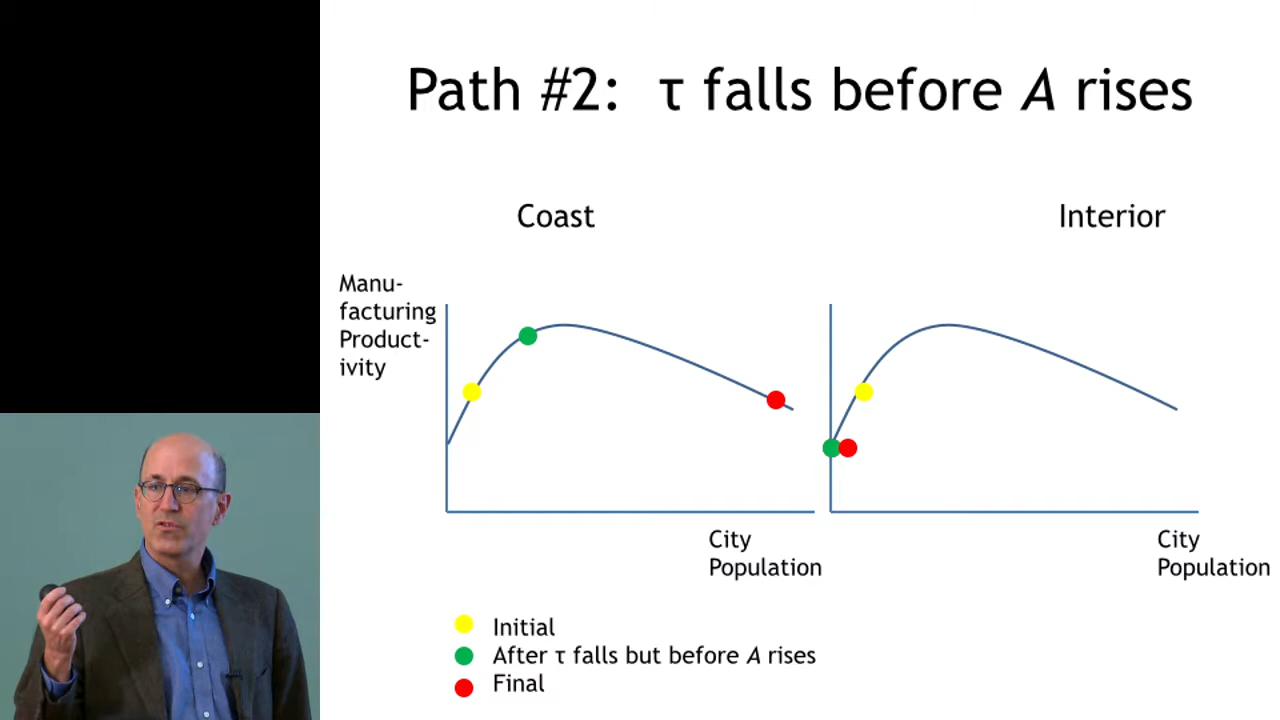 Path #2: τ falls before A rises
Coast
Interior
Manu-
facturing
Product-
ivity
City
Population
City
Population
Initial
After τ falls but before A rises
Final